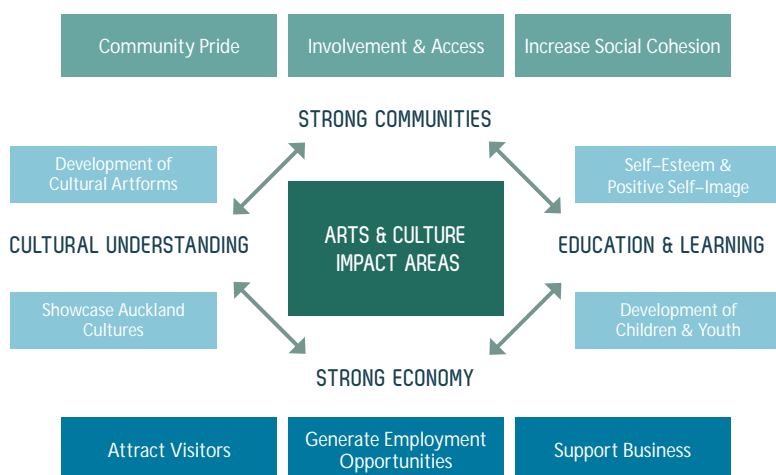 Community Pride
Involvement & Access
Increase Social Cohesion
STRONG COMMUNITIES
Development of
Cultural Artforms
Self–Esteem &
Positive Self–Image
CULTURAL UNDERSTANDING
ARTS & CULTURE
IMPACT AREAS
EDUCATION & LEARNING
Showcase Auckland
Cultures
Development of
Children & Youth
STRONG ECONOMY
Attract Visitors
Generate Employment
Opportunities
Support Business